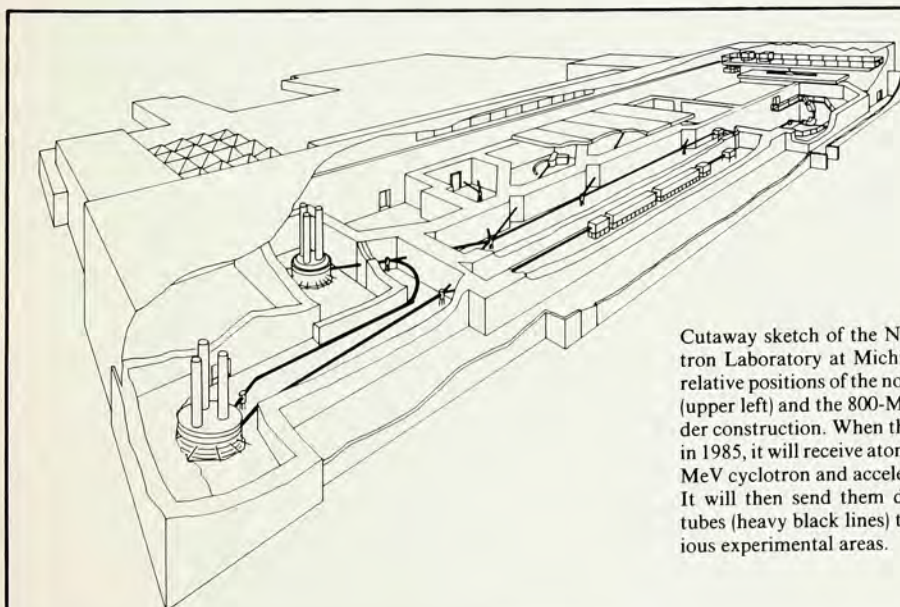 Cutaway sketch of the N
tron Laboratory at Mich
relative positions of the no
(upper left) and the 800-M
der construction. When th
in 1985, it will receive ator
MeV cyclotron and accele
It will then send them d
tubes (heavy black lines) t
ious experimental areas.